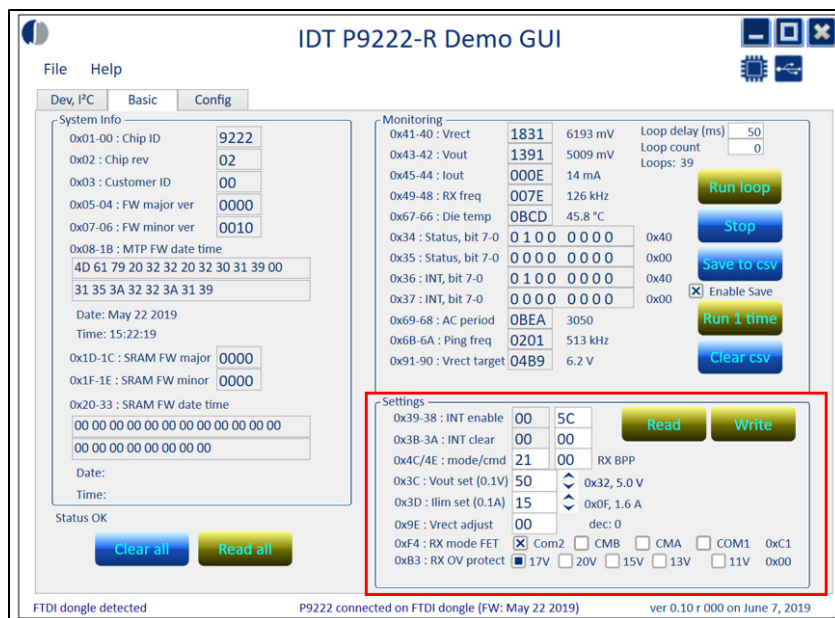 IDT P9222-R Demo GUI
File Help
Dev, I²C Basic Config
System Info
0x01-00 : Chip ID 9222
0x02 : Chip rev 02
0x03 : Customer ID 00
0x05-04 : FW major ver 0000
0x07-06 : FW minor ver 0010
0x08-1B : MTP FW date time
4D 61 79 20 32 32 20 32 30 31 39 00
31 35 3A 32 32 3A 31 39
Date: May 22 2019
Time: 15:22:19
0x1D-1C : SRAM FW major 0000
0x1F-1E : SRAM FW minor 0000
0x20-33 : SRAM FW date time
00 00 00 00 00 00 00 00 00 00 00 00
00 00 00 00 00 00 00 00
Date:
Time:
Status OK
Clear all Read all
Monitoring
0x41-40 : Vrect 1831 6193 mV
0x43-42 : Vout 1391 5009 mV
0x45-44 : Iout 000E 14 mA
0x49-48 : RX freq 007E 126 kHz
0x67-66 : Die temp 0BCD 45.8 °C
0x34 : Status, bit 7-0 0 1 0 0 0 0 0 0 0x40
0x35 : Status, bit 7-0 0 0 0 0 0 0 0 0 0x00
0x36 : INT, bit 7-0 0 1 0 0 0 0 0 0 0x40
0x37 : INT, bit 7-0 0 0 0 0 0 0 0 0 0x00
0x69-68 : AC period 0BEA 3050
0x6B-6A : Ping freq 0201 513 kHz
0x91-90 : Vrect target 04B9 6.2 V
Loop delay (ms) 50
Loop count 0
Loops: 39
Run loop
Stop
Save to csv
Enable Save
Run 1 time
Clear csv
Settings
0x39-38 : INT enable 00 5C
0x3B-3A : INT clear 00 00
0x4C/4E : mode/cmd 21 00 RX BPP
0x3C : Vout set (0.1V) 50 0x32, 5.0 V
0x3D : Ilim set (0.1A) 15 0x0F, 1.6 A
0x9E : Vrect adjust 00 dec: 0
0xF4 : RX mode FET Com2 CMB CMA COM1 0xC1
0xB3 : RX OV protect 17V 20V 15V 13V 11V 0x00
Read Write
FTDI dongle detected P9222 connected on FTDI dongle (FW: May 22 2019) ver 0.10 r 000 on June 7, 2019